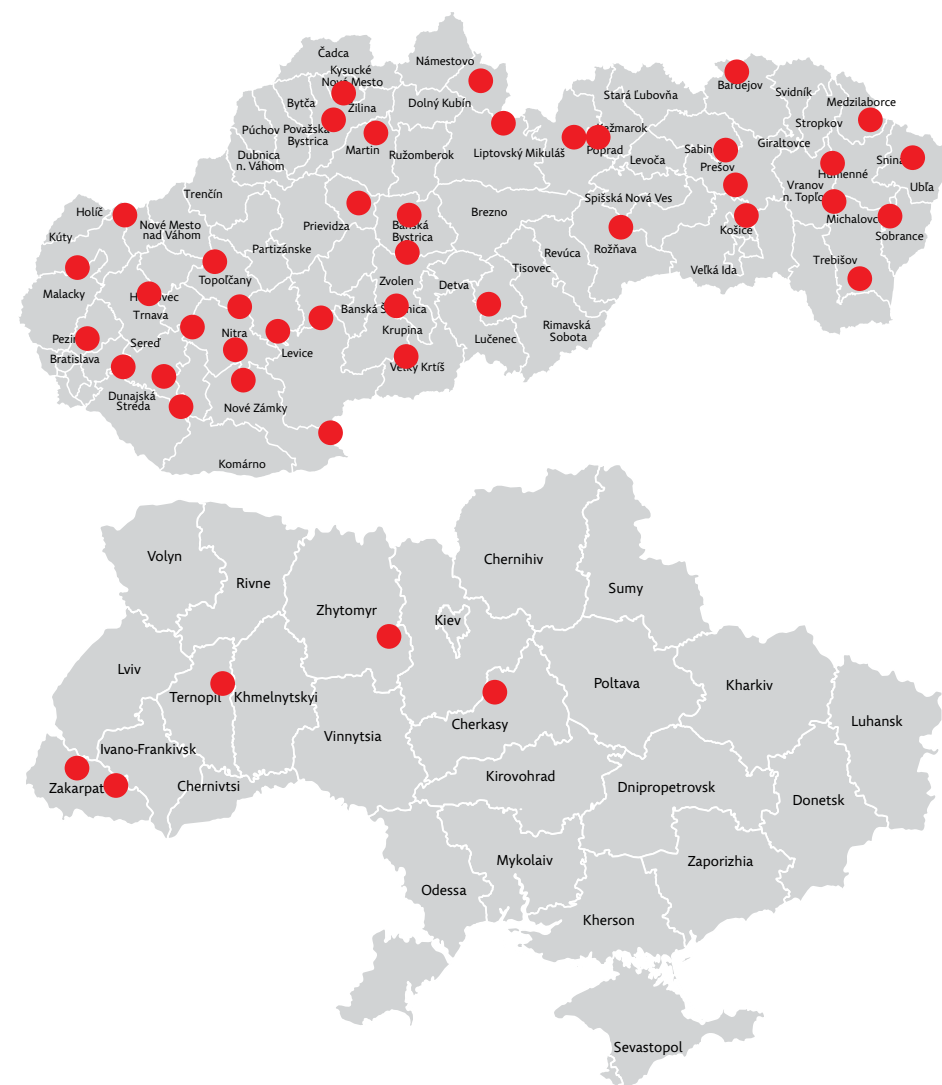 Čadca
Námestovo
Kysucké
Nové Mesto
Bardejov
Svidník
Stará Ľubovňa
Medzilaborce
Bytča
Žilina
Dolný Kubín
Stropkov
Púchov
Považská
Bystrica
Giraltovce
Martin
Ružomberok
Liptovský Mikuláš
Poprad
Levoča
Prešov
Humenné
Snina
Dubnica
n. Váhom
Vranov
n. Topľo
Ubľa
Trenčín
Spišská Nová Ves
Holíč
Nové Mesto
nad Váhom
Prievidza
Banská
Bystrica
Brezno
Michalovc
Košice
Sobrance
Kúty
Partizánske
Revúca
Rožňava
Tisovec
Veľká Ida
Trebišov
Topoľčany
Zvolen
Detva
Malacky
Trnava
Banská
Krupina
Rimavská
Sobota
Nitra
Lučenec
Sereď
Levice
Bratislava
Veľký Krtíš
Dunajská
Streda
Nové Zámky
Komárno
Volyn
Chernihiv
Rivne
Sumy
Zhytomyr
Kiev
Lviv
Poltava
Kharkiv
Ternopil
Khmelnytskyi
Luhansk
Cherkasy
Vinnytsia
Ivano-Frankivsk
Kirovohrad
Zakarpat
Chernivtsi
Dnipropetrovsk
Donetsk
Mykolaiv
Zaporizhia
Odessa
Kherson
Sevastopol